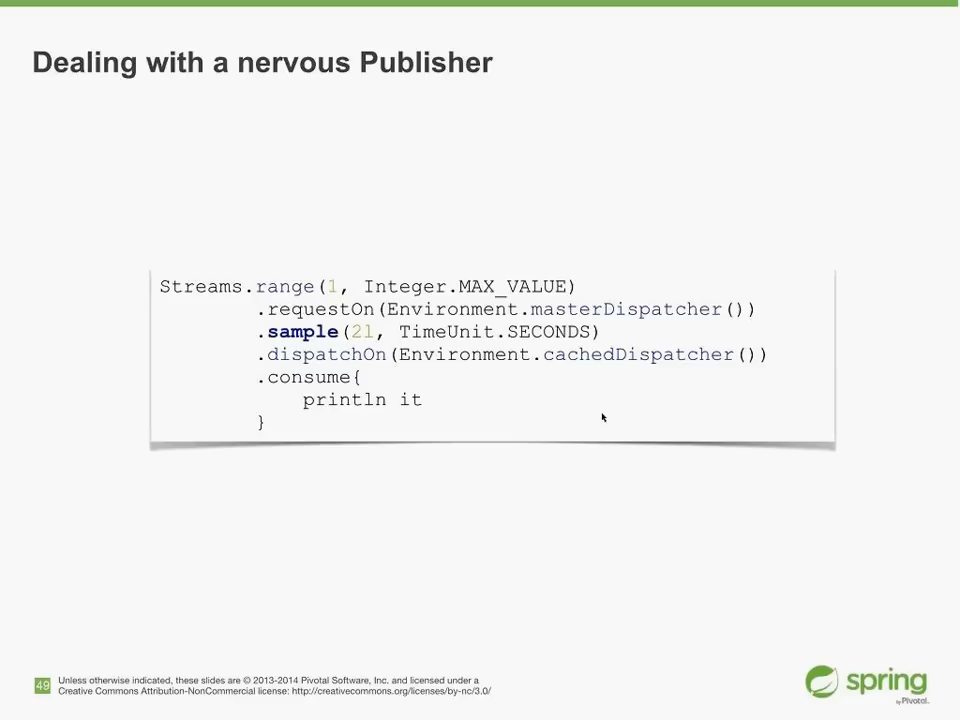 Dealing with a nervous Publisher
Streams.range(1, Integer.MAX_VALUE)
.requestOn(Environment.masterDispatcher())
.sample(2l, TimeUnit.SECONDS)
.dispatchOn(Environment.cachedDispatcher())
.consume{
println it
}
49
Unless otherwise indicated, these slides are © 2013-2014 Pivotal Software, Inc. and licensed under a
Creative Commons Attribution-NonCommercial license: http://creativecommons.org/licenses/by-nc/3.0/
spring
by Pivotal.